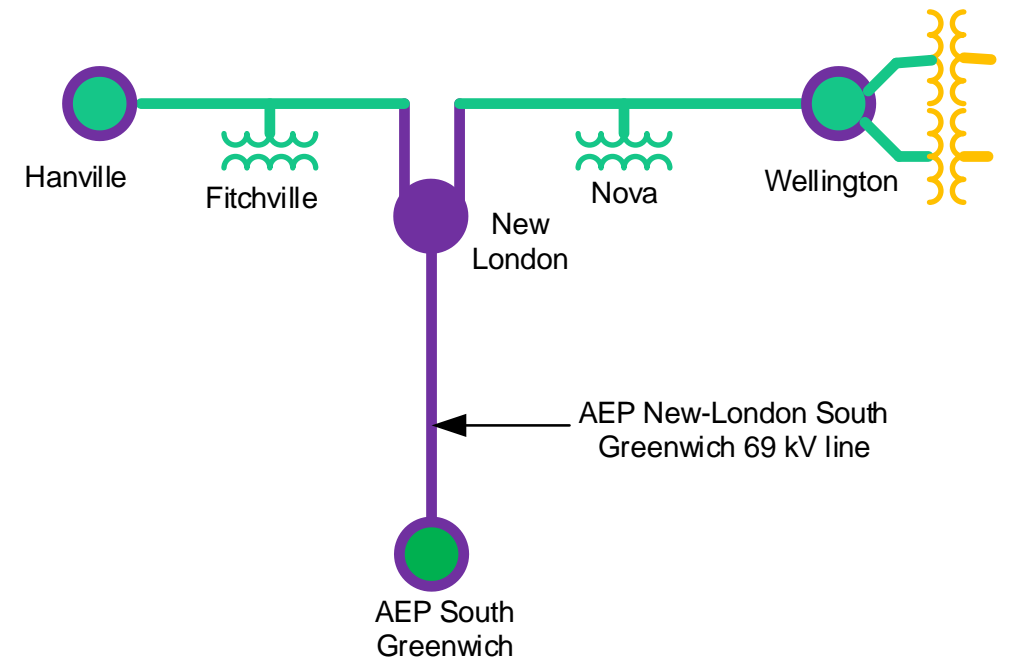 Hanville
Fitchville
New
London
Nova
Wellington
AEP New-London South
Greenwich 69 kV line
AEP South
Greenwich